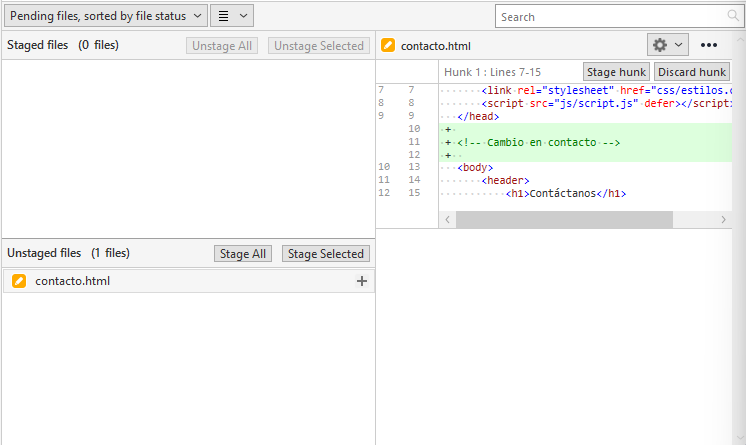 Pending files, sorted by file status
Search
Staged files (0 files)
Unstage All
Unstage Selected
Unstaged files (1 files)
Stage All
Stage Selected
contacto.html
contacto.html
Hunk 1 : Lines 7-15
Stage hunk
Discard hunk
7 7 <link rel="stylesheet" href="css/estilos.c
8 8 <script src="js/script.js" defer></script
9 9 </head>
10 +
11 + <!-- Cambio en contacto -->
12 +
10 13 <body>
11 14 <header>
12 15 <h1>Contáctanos</h1>